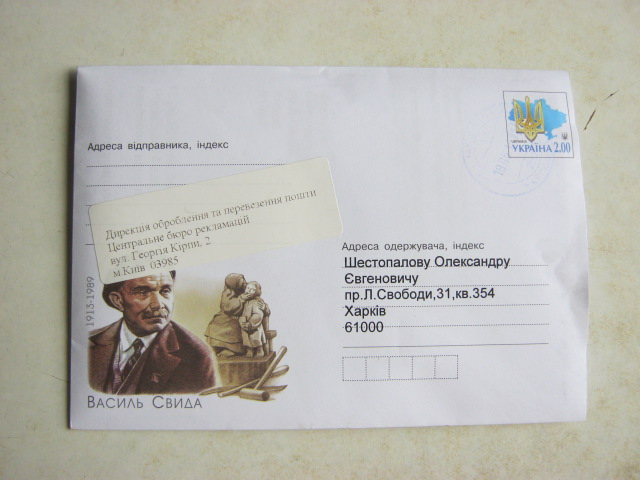 Адреса відправника, індекс
Дирекція оброблення та перевезення пошти
Центральне бюро рекламацій
вул. Георгія Кірпи, 2
м.Київ 03985
УКРАЇНА 2.00
Адреса одержувача, індекс
Шестопалову Олександру
Євгеновичу
пр.Л.Свободи,31,кв.354
Харків
61000
1913-1989
ВАСИЛЬ СВИДА